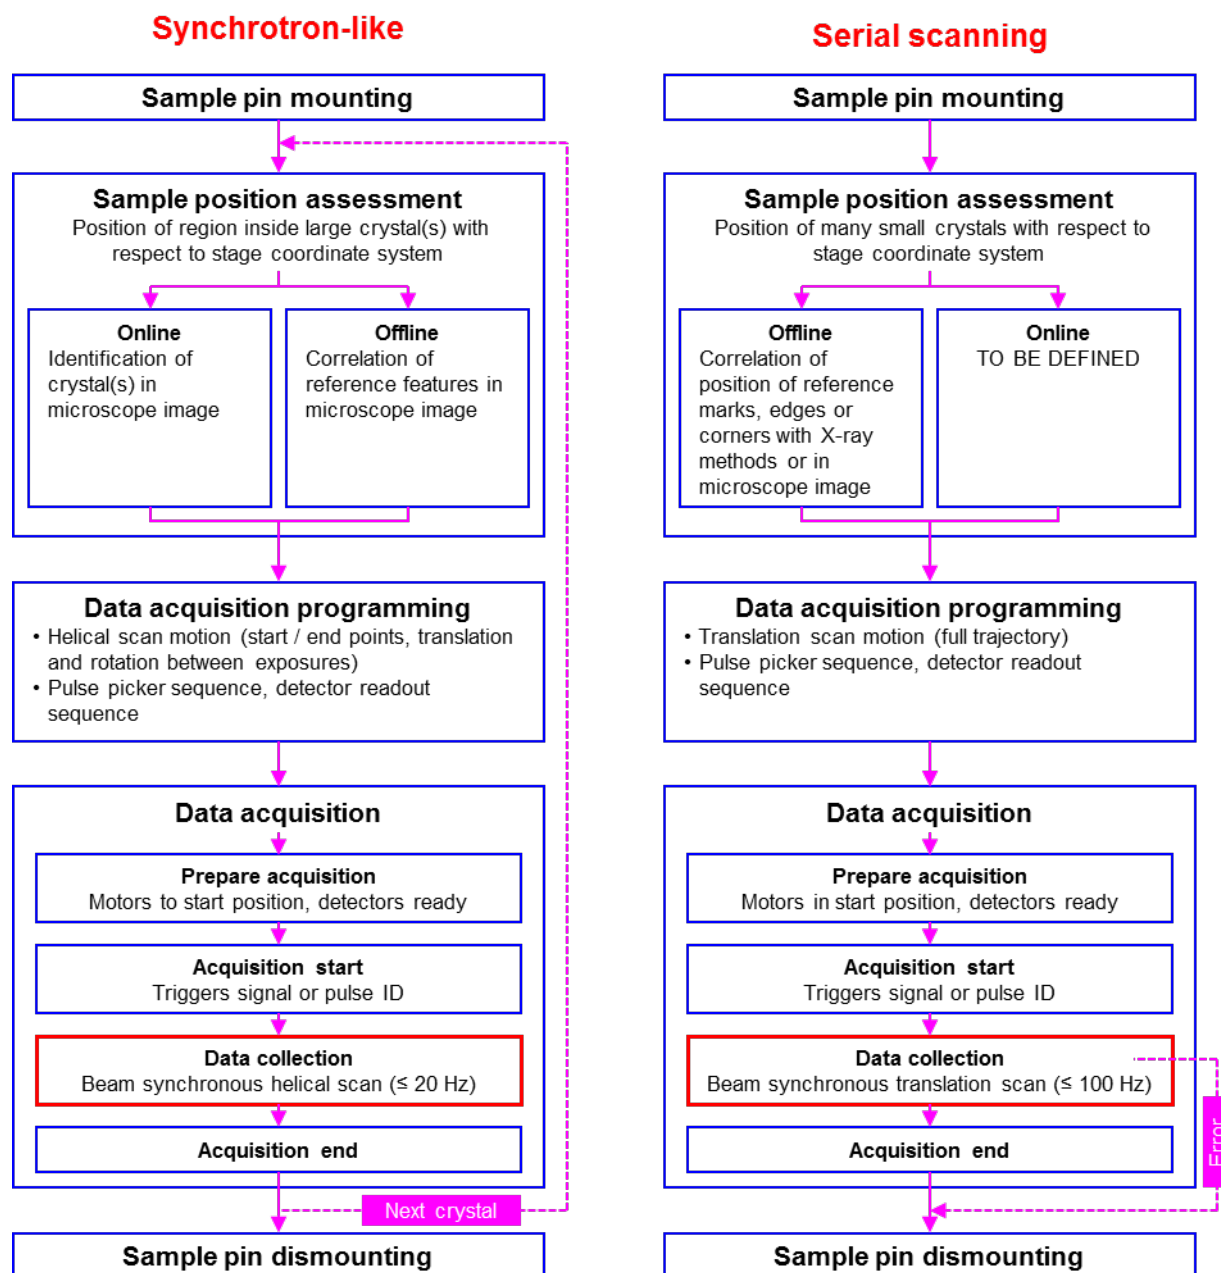 Synchrotron-like
Sample pin mounting
Sample position assessment
Position of region inside large crystal(s) with
respect to stage coordinate system
Online
Identification of
crystal(s) in
microscope image
Offline
Correlation of
reference features in
microscope image
Data acquisition programming
• Helical scan motion (start / end points, translation
and rotation between exposures)
• Pulse picker sequence, detector readout
sequence
Data acquisition
Prepare acquisition
Motors to start position, detectors ready
Acquisition start
Triggers signal or pulse ID
Data collection
Beam synchronous helical scan (≤ 20 Hz)
Acquisition end
Next crystal
Sample pin dismounting
Serial scanning
Sample pin mounting
Sample position assessment
Position of many small crystals with respect to
stage coordinate system
Offline
Correlation of
position of reference
marks, edges or
corners with X-ray
methods or in
microscope image
Online
TO BE DEFINED
Data acquisition programming
• Translation scan motion (full trajectory)
• Pulse picker sequence, detector readout
sequence
Data acquisition
Prepare acquisition
Motors in start position, detectors ready
Acquisition start
Triggers signal or pulse ID
Data collection
Beam synchronous translation scan (≤ 100 Hz)
Error
Acquisition end
Sample pin dismounting